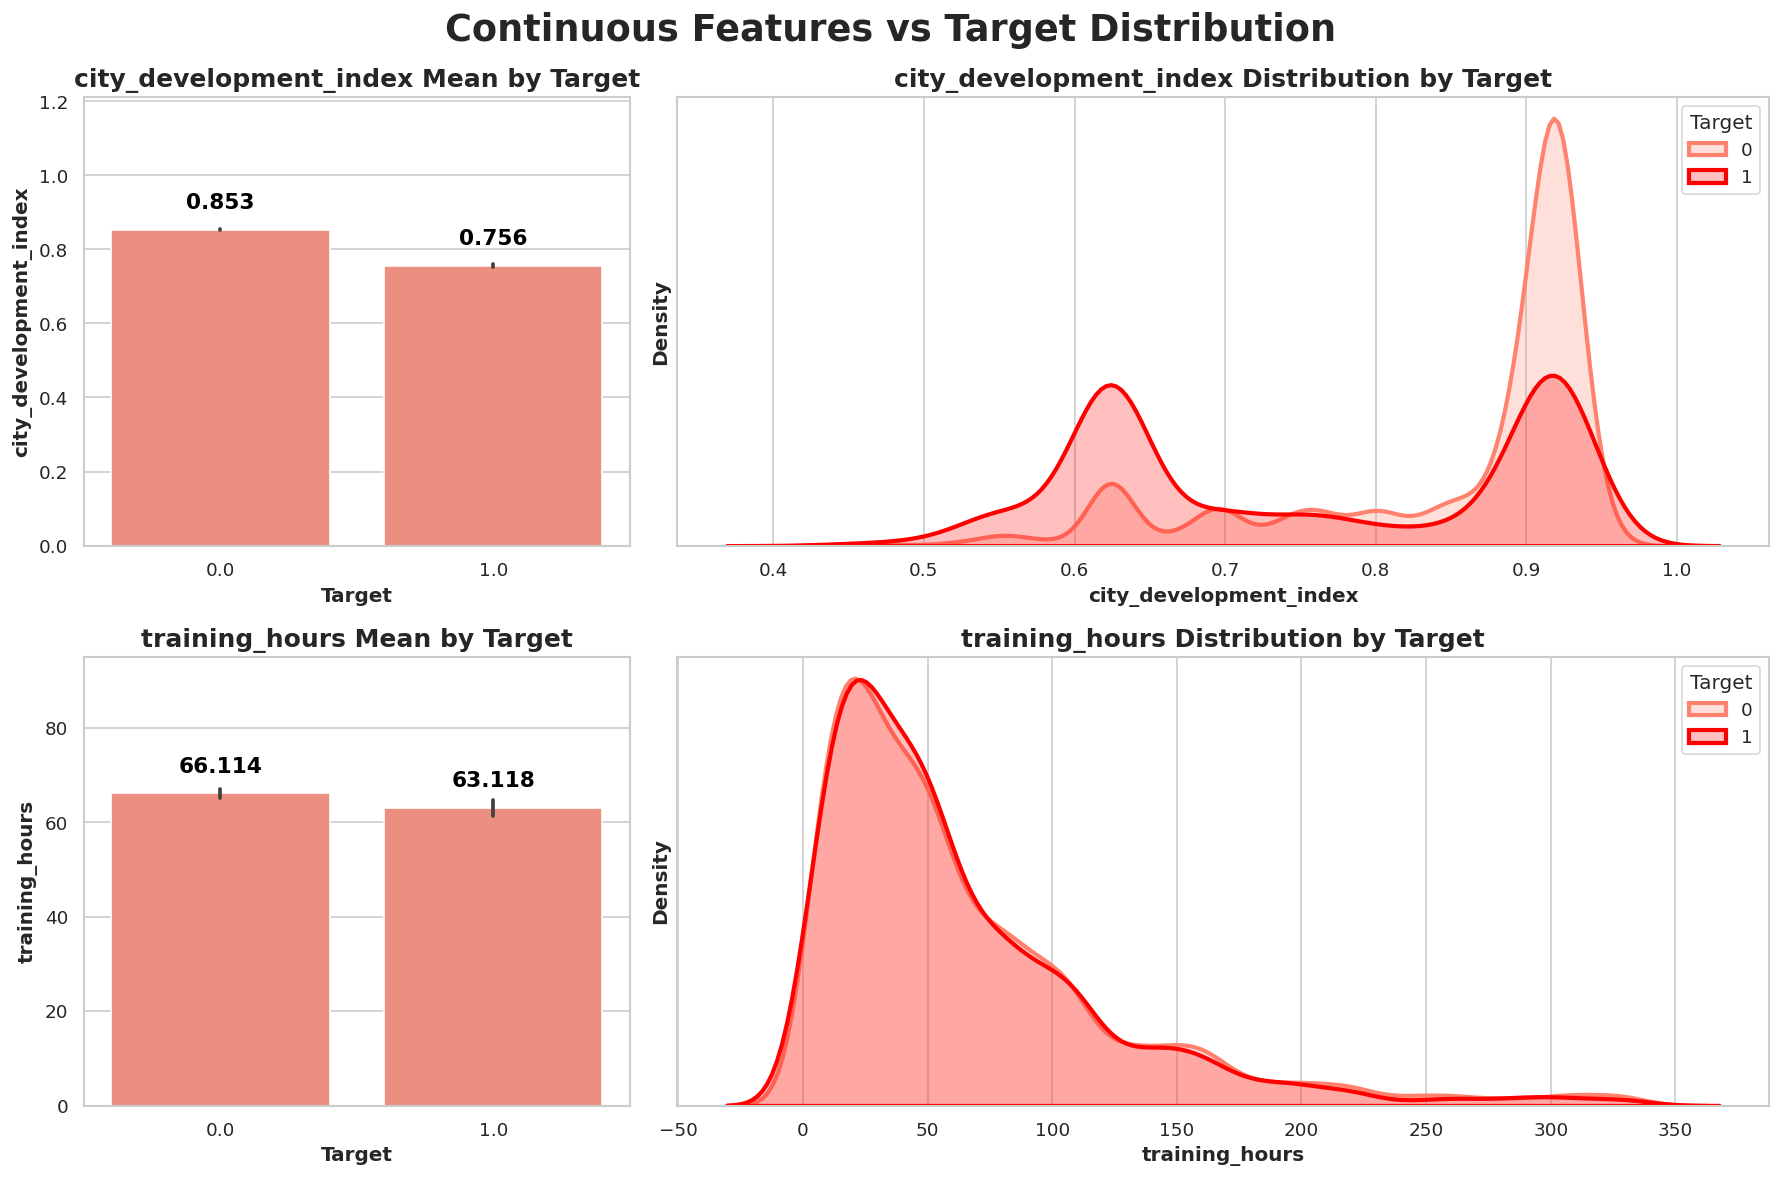 Continuous Features vs Target Distribution
city_development_index Mean by Target
city_development_index
1.2
1.0
0.8
0.6
0.4
0.2
0.0
0.853
0.756
0.0 1.0
Target
city_development_index Distribution by Target
Density
Target
0
1
0.4 0.5 0.6 0.7 0.8 0.9 1.0
city_development_index
training_hours Mean by Target
training_hours
80
60
40
20
0
66.114
63.118
0.0 1.0
Target
training_hours Distribution by Target
Density
Target
0
1
−50 0 50 100 150 200 250 300 350
training_hours